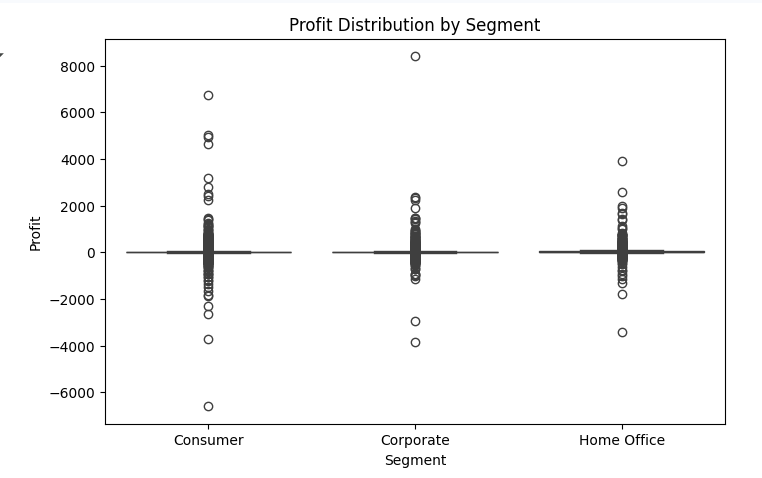 Profit Distribution by Segment
8000
6000
4000
2000
0
−2000
−4000
−6000
Profit
Consumer
Corporate
Home Office
Segment